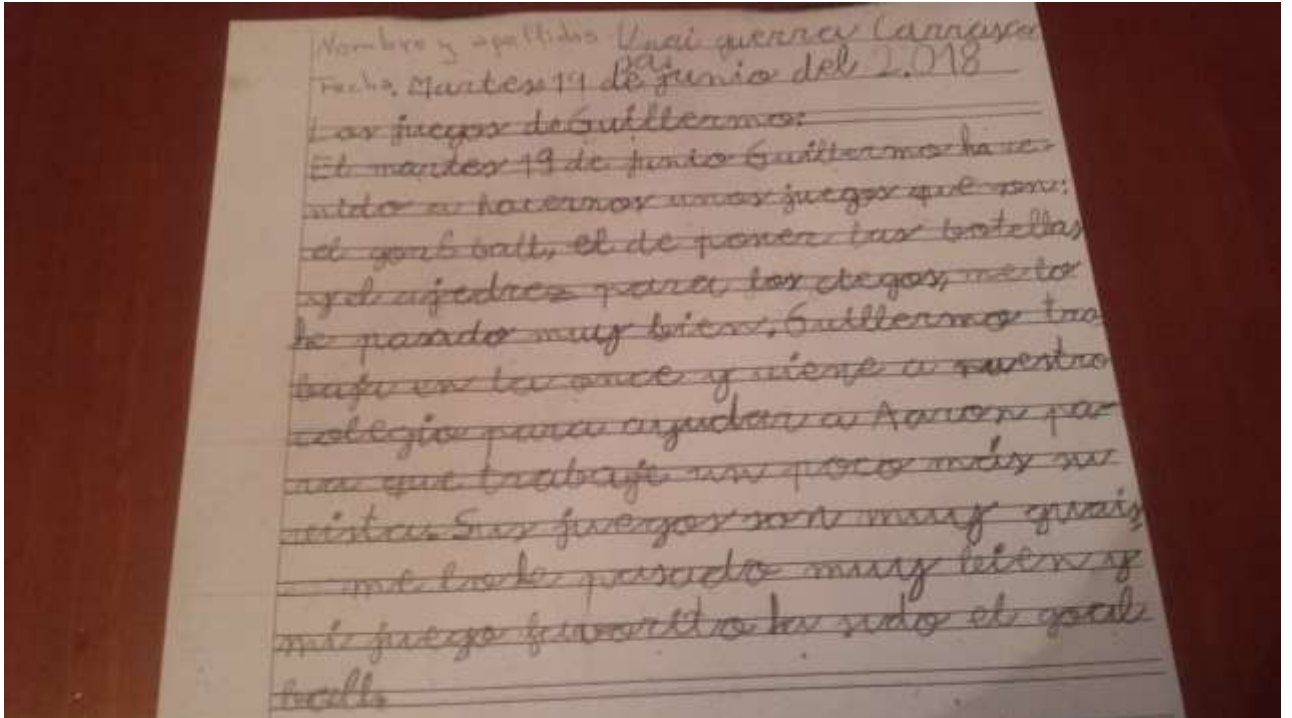 Nombre y apellidos Unai guerra Carrasco
sai
Fecha. Martes 19 de junio del 2.018
Los juegos de Guillermo:
El martes 19 de junio Guillermo ha ve-
nido a hacernos unos juegos que son:
el goal ball, el de poner las botellas
y el ajedrez para los ciegos, me lo
he pasado muy bien. Guillermo tra
baja en la once y viene a nuestro
colegio para ayudar a Aaron pa-
ra que trabaje un poco más su
vista. Sus juegos son muy guais,
me lo he pasado muy bien y
mi juego favorito ha sido el goal
ball.